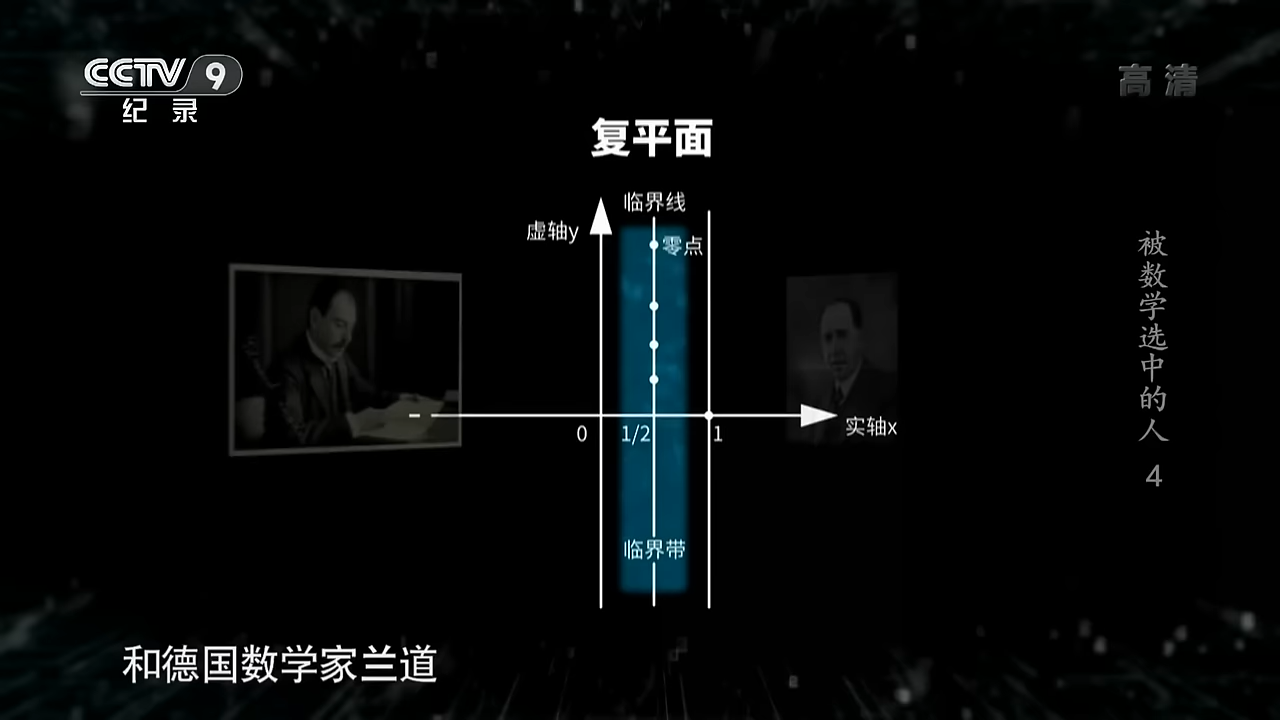 CCTV 9
纪录
高清
复平面
临界线
虚轴y
零点
0
1/2
1
实轴x
临界带
被数学选中的人 4
和德国数学家兰道